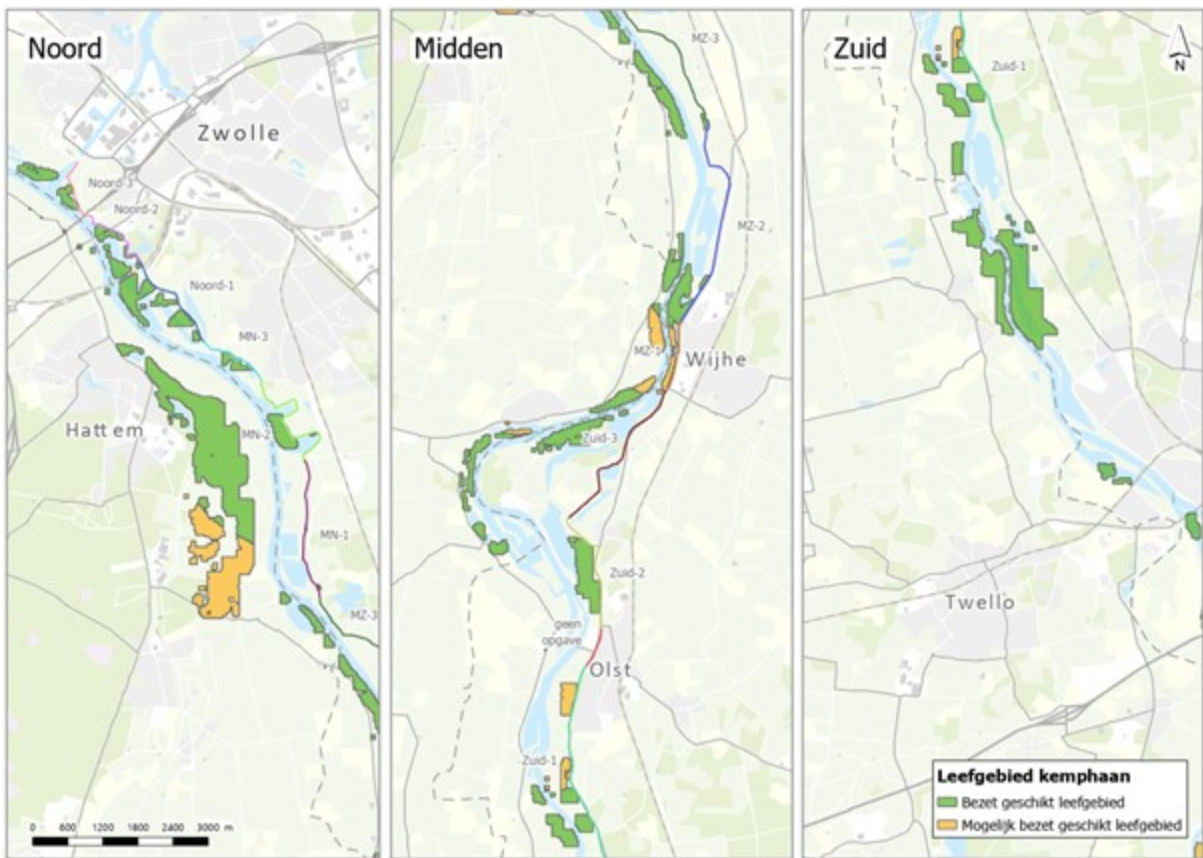 Noord
Zwolle
Noord-3
Noord-2
Noord-1
MN-3
Hattem
MN-2
MN-1
MZ-3
0 600 1200 1800 2400 3000 m
Midden
MZ-3
MZ-2
MZ-1
Wijhe
Zuid-3
Zuid-2
geen
opgave
Olst
Zuid-1
Zuid
N
Zuid-1
Twello
Leefgebied kemphaan
Bezet geschikt leefgebied
Mogelijk bezet geschikt leefgebied